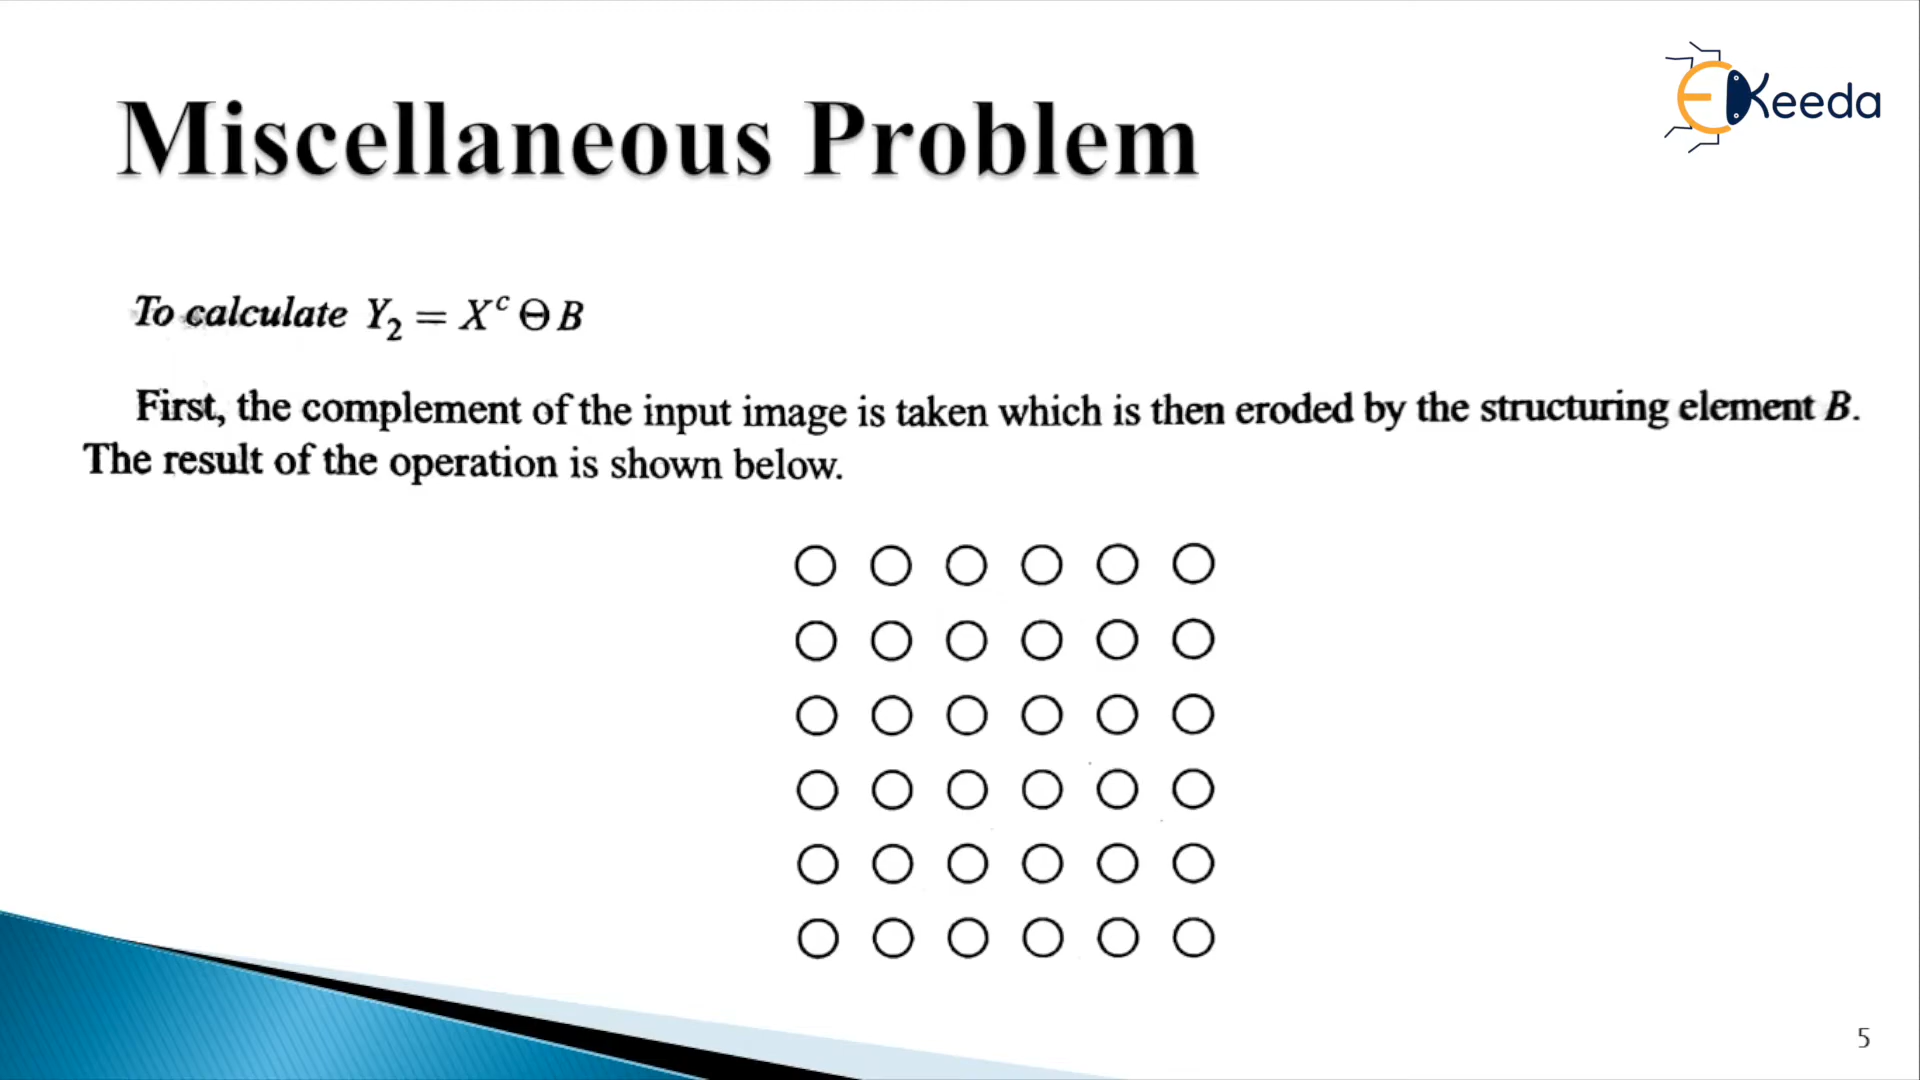 EKeeda
Miscellaneous Problem
To calculate Y₂ = Xᶜ Θ B
First, the complement of the input image is taken which is then eroded by the structuring element B.
The result of the operation is shown below.
5